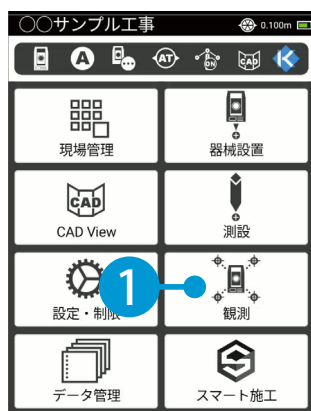 ○○サンプル工事 0.100m
A AT ON CAD
現場管理 器械設置
CAD
CAD View 測設
1
設定・制限 観測
データ管理 スマート施工